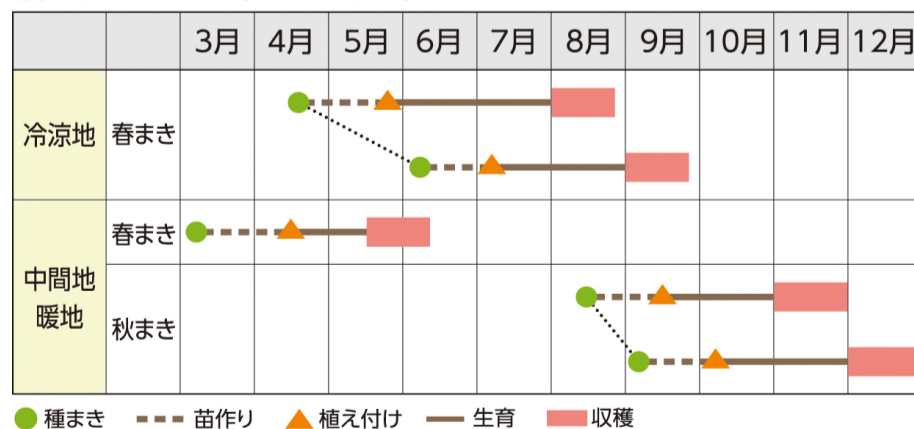 3月 4月 5月 6月 7月 8月 9月 10月 11月 12月
冷涼地 春まき
中間地 暖地 春まき
秋まき
種まき 苗作り 植え付け 生育 収穫